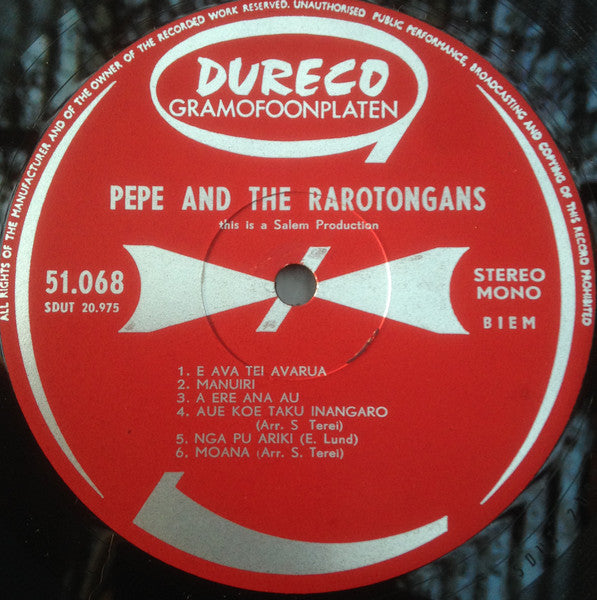 ALL RIGHTS OF THE MANUFACTURER AND OF THE OWNER OF THE RECORDED WORK RESERVED. UNAUTHORISED PUBLIC PERFORMANCE, BROADCASTING AND COPYING OF THIS RECORD PROHIBITED
DURECO
GRAMOFOONPLATEN
PEPE AND THE RAROTONGANS
this is a Salem Production
51.068
SDUT 20.975
STEREO
MONO
BIEM
1. E AVA TEI AVARUA
2. MANUIRI
3. A ERE ANA AU
4. AUE KOE TAKU INANGARO
(Arr. S Terei)
5. NGA PU ARIKI (E. Lund)
6. MOANA (Arr. S. Terei)